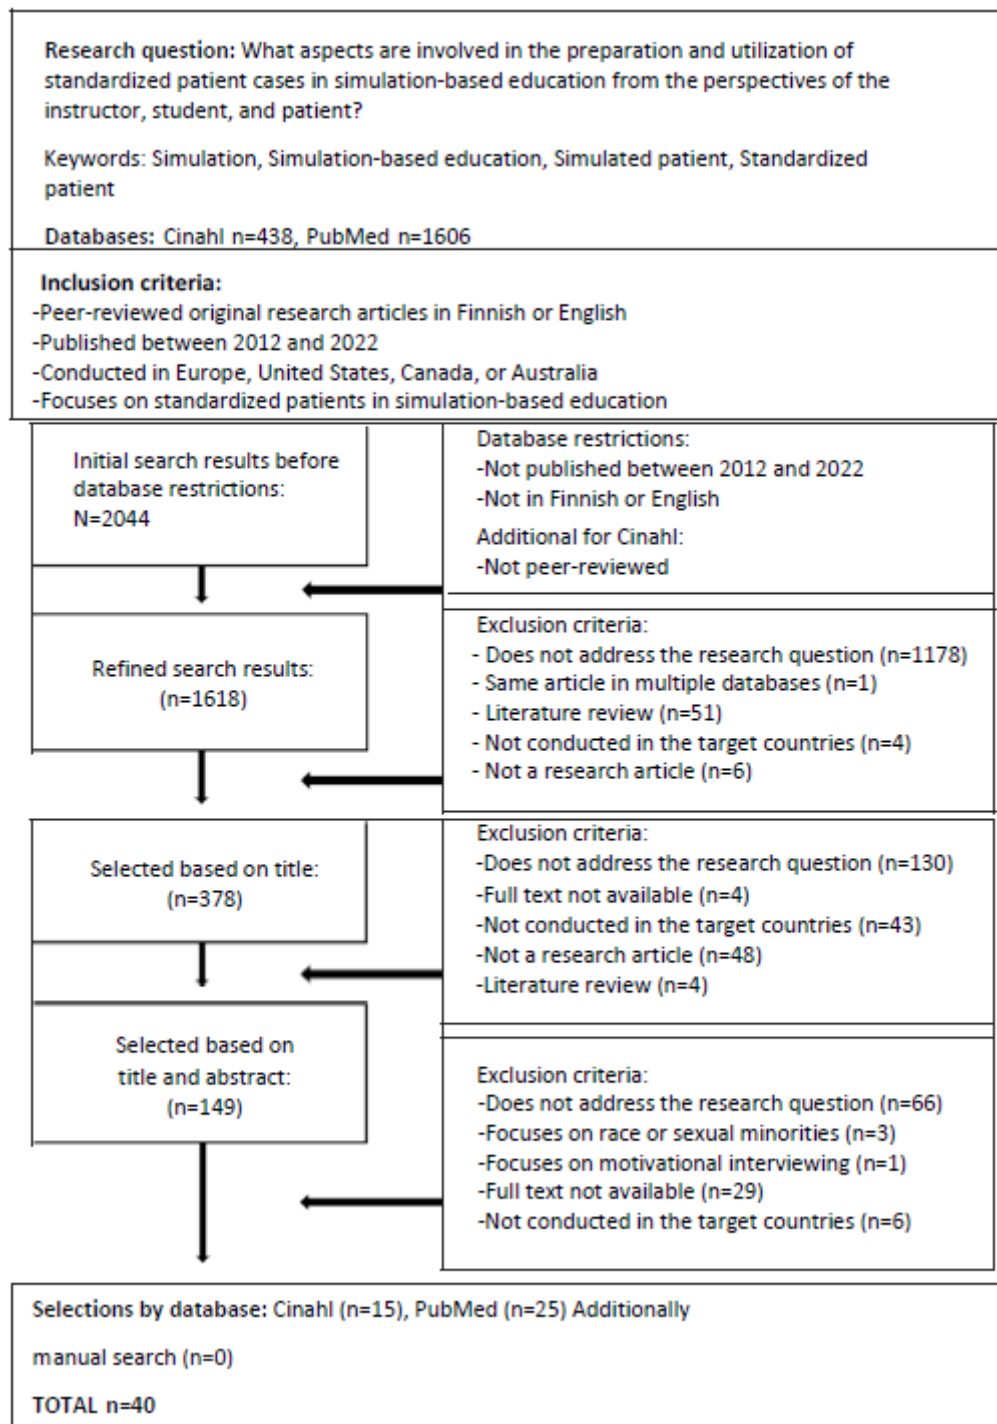 Research question: What aspects are involved in the preparation and utilization of
standardized patient cases in simulation-based education from the perspectives of the
instructor, student, and patient?
Keywords: Simulation, Simulation-based education, Simulated patient, Standardized
patient
Databases: Cinahl n=438, PubMed n=1606
Inclusion criteria:
-Peer-reviewed original research articles in Finnish or English
-Published between 2012 and 2022
-Conducted in Europe, United States, Canada, or Australia
-Focuses on standardized patients in simulation-based education
Initial search results before
database restrictions:
N=2044
Database restrictions:
-Not published between 2012 and 2022
-Not in Finnish or English
Additional for Cinahl:
-Not peer-reviewed
Refined search results:
(n=1618)
Exclusion criteria:
- Does not address the research question (n=1178)
- Same article in multiple databases (n=1)
- Literature review (n=51)
- Not conducted in the target countries (n=4)
- Not a research article (n=6)
Selected based on title:
(n=378)
Exclusion criteria:
-Does not address the research question (n=130)
-Full text not available (n=4)
-Not conducted in the target countries (n=43)
-Not a research article (n=48)
-Literature review (n=4)
Selected based on
title and abstract:
(n=149)
Exclusion criteria:
-Does not address the research question (n=66)
-Focuses on race or sexual minorities (n=3)
-Focuses on motivational interviewing (n=1)
-Full text not available (n=29)
-Not conducted in the target countries (n=6)
Selections by database: Cinahl (n=15), PubMed (n=25) Additionally
manual search (n=0)
TOTAL n=40